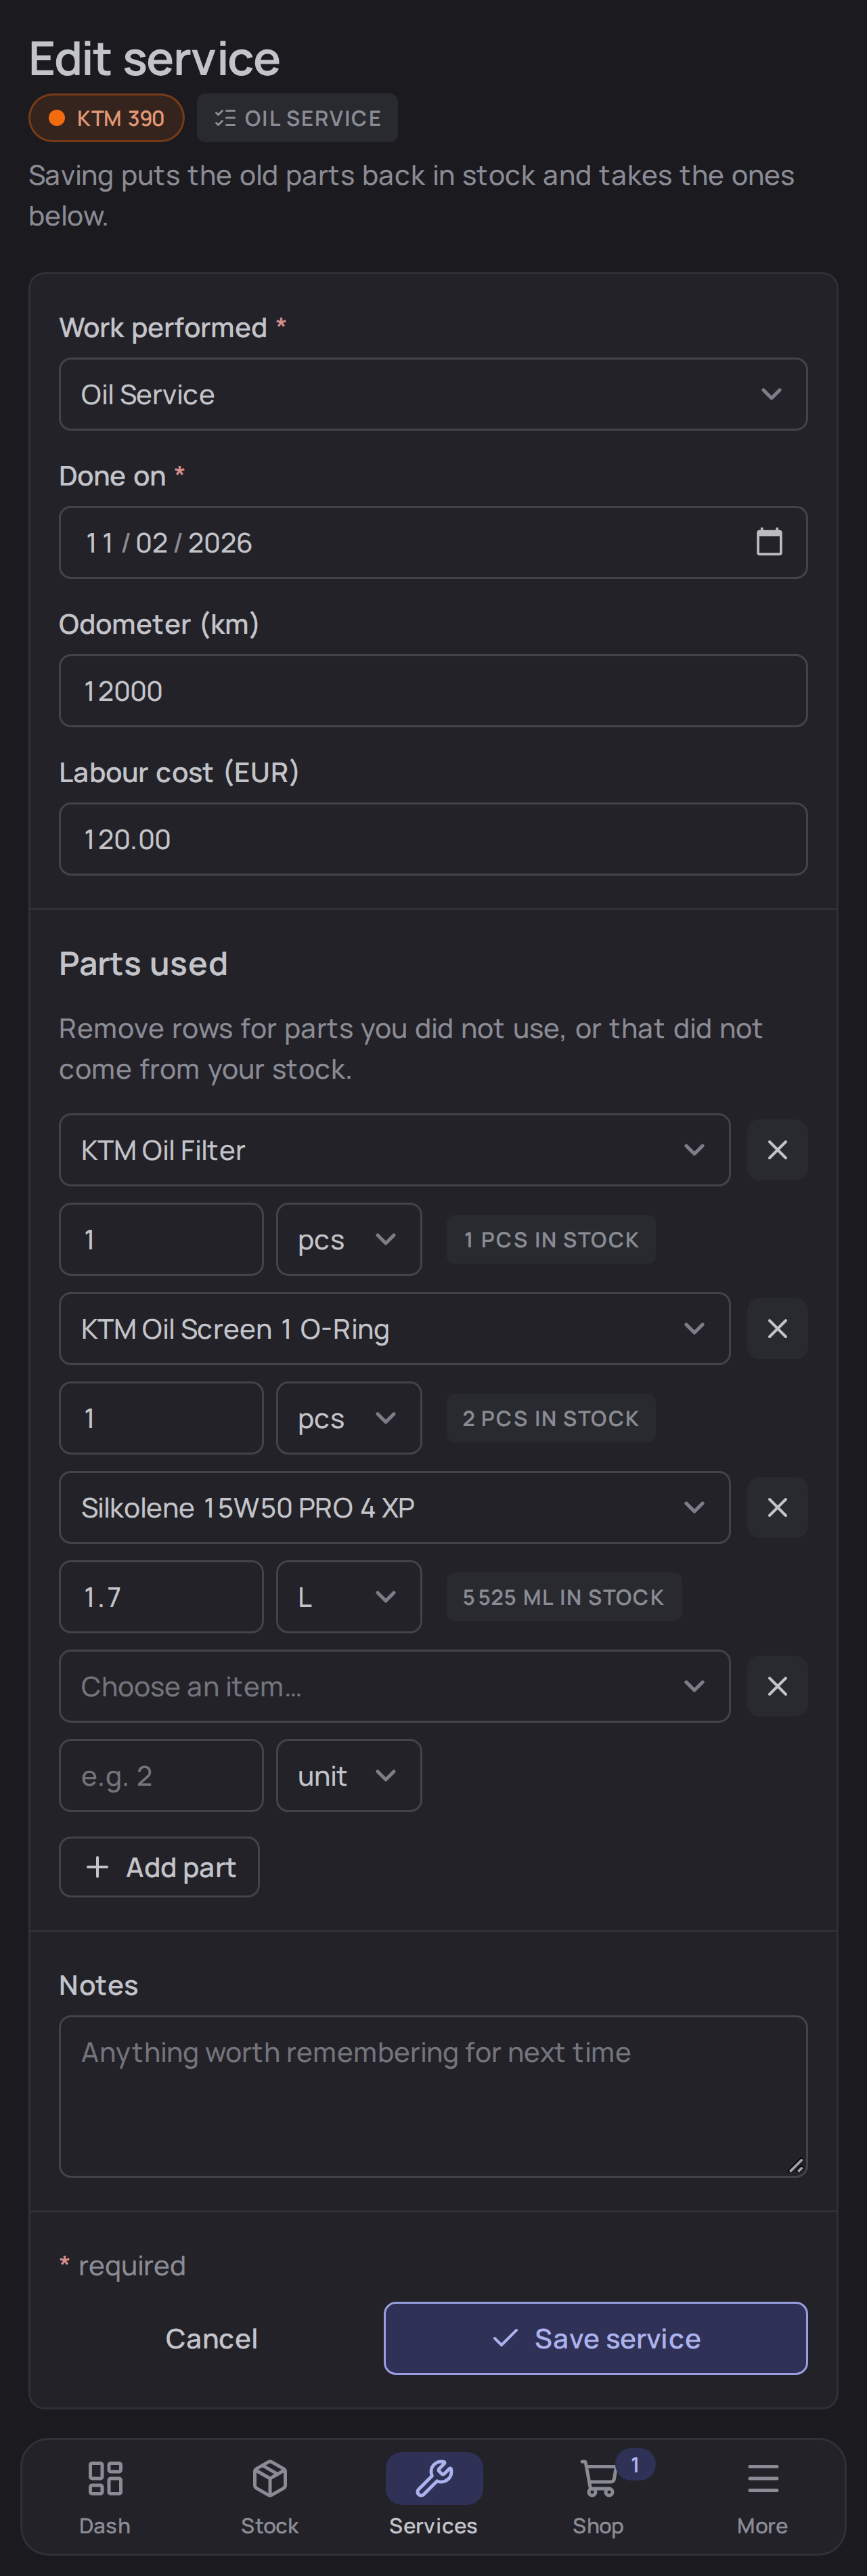 Edit service
KTM 390
OIL SERVICE
Saving puts the old parts back in stock and takes the ones
below.
Work performed *
Oil Service
Done on *
11 / 02 / 2026
Odometer (km)
12000
Labour cost (EUR)
120.00
Parts used
Remove rows for parts you did not use, or that did not
come from your stock.
KTM Oil Filter
1
pcs
1 PCS IN STOCK
KTM Oil Screen 1 O-Ring
1
pcs
2 PCS IN STOCK
Silkolene 15W50 PRO 4 XP
1.7
L
5 525 ML IN STOCK
Choose an item…
e.g. 2
unit
Add part
Notes
Anything worth remembering for next time
* required
Cancel
Save service
1
Dash
Stock
Services
Shop
More